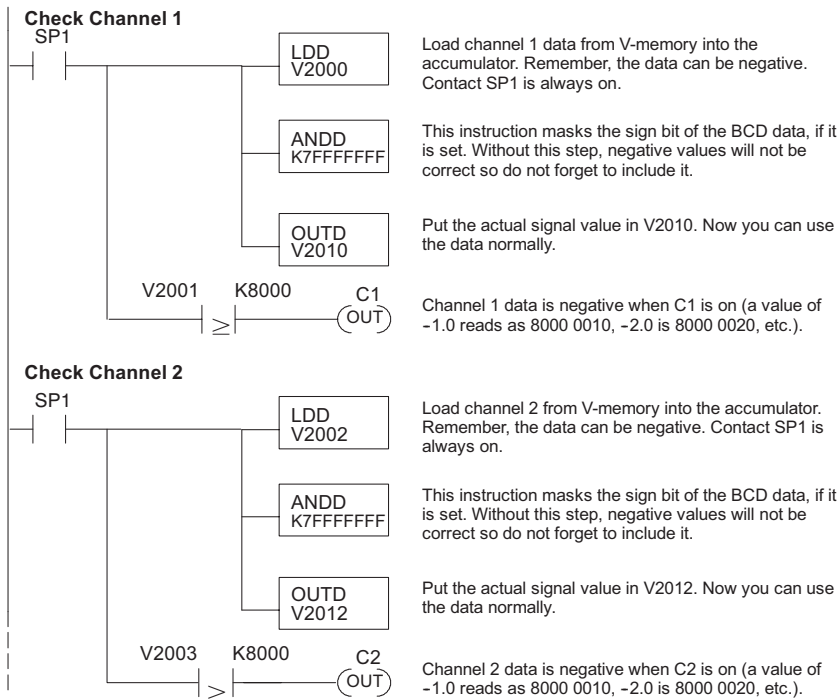 Check Channel 1
SP1
LDD
V2000
Load channel 1 data from V-memory into the
accumulator. Remember, the data can be negative.
Contact SP1 is always on.
ANDD
K7FFFFFFF
This instruction masks the sign bit of the BCD data, if it
is set. Without this step, negative values will not be
correct so do not forget to include it.
OUTD
V2010
Put the actual signal value in V2010. Now you can use
the data normally.
V2001 K8000 C1
≥ OUT
Channel 1 data is negative when C1 is on (a value of
--1.0 reads as 8000 0010, --2.0 is 8000 0020, etc.).
Check Channel 2
SP1
LDD
V2002
Load channel 2 from V-memory into the accumulator.
Remember, the data can be negative. Contact SP1 is
always on.
ANDD
K7FFFFFFF
This instruction masks the sign bit of the BCD data, if it
is set. Without this step, negative values will not be
correct so do not forget to include it.
OUTD
V2012
Put the actual signal value in V2012. Now you can use
the data normally.
V2003 K8000 C2
≥ OUT
Channel 2 data is negative when C2 is on (a value of
--1.0 reads as 8000 0010, --2.0 is 8000 0020, etc.).